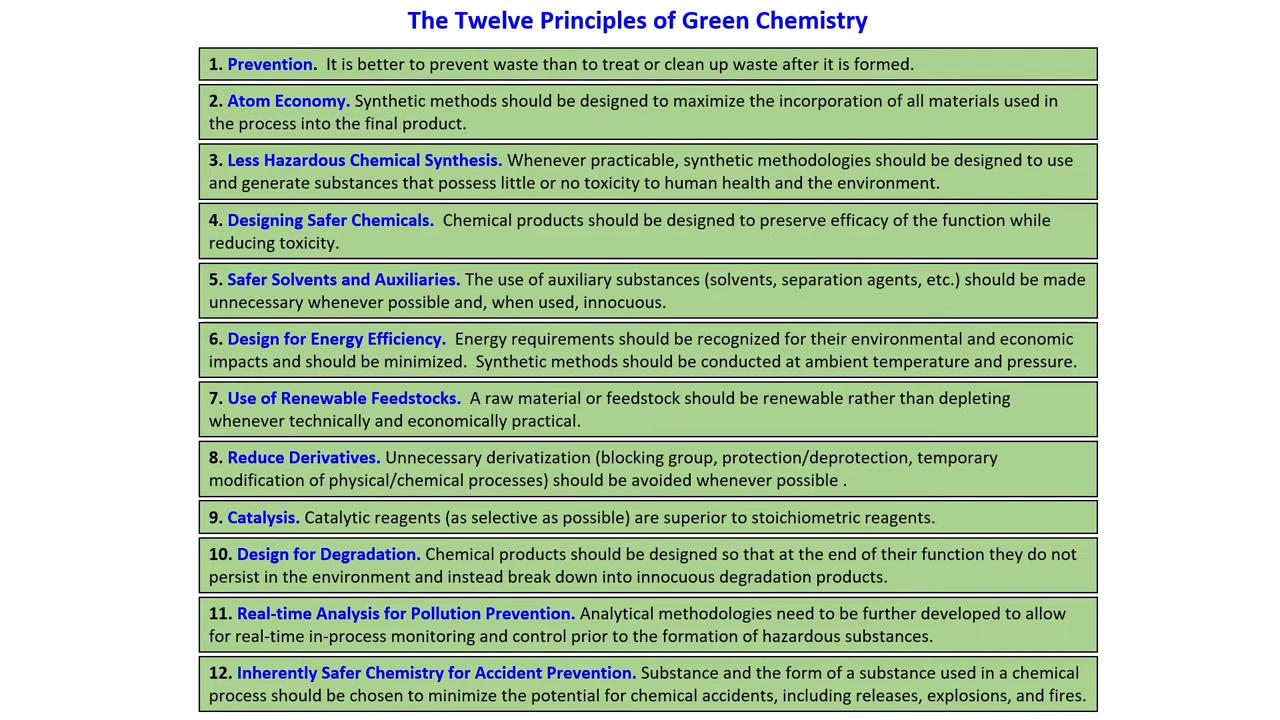 The Twelve Principles of Green Chemistry
1. Prevention. It is better to prevent waste than to treat or clean up waste after it is formed.
2. Atom Economy. Synthetic methods should be designed to maximize the incorporation of all materials used in
the process into the final product.
3. Less Hazardous Chemical Synthesis. Whenever practicable, synthetic methodologies should be designed to use
and generate substances that possess little or no toxicity to human health and the environment.
4. Designing Safer Chemicals. Chemical products should be designed to preserve efficacy of the function while
reducing toxicity.
5. Safer Solvents and Auxiliaries. The use of auxiliary substances (solvents, separation agents, etc.) should be made
unnecessary whenever possible and, when used, innocuous.
6. Design for Energy Efficiency. Energy requirements should be recognized for their environmental and economic
impacts and should be minimized. Synthetic methods should be conducted at ambient temperature and pressure.
7. Use of Renewable Feedstocks. A raw material or feedstock should be renewable rather than depleting
whenever technically and economically practical.
8. Reduce Derivatives. Unnecessary derivatization (blocking group, protection/deprotection, temporary
modification of physical/chemical processes) should be avoided whenever possible .
9. Catalysis. Catalytic reagents (as selective as possible) are superior to stoichiometric reagents.
10. Design for Degradation. Chemical products should be designed so that at the end of their function they do not
persist in the environment and instead break down into innocuous degradation products.
11. Real-time Analysis for Pollution Prevention. Analytical methodologies need to be further developed to allow
for real-time in-process monitoring and control prior to the formation of hazardous substances.
12. Inherently Safer Chemistry for Accident Prevention. Substance and the form of a substance used in a chemical
process should be chosen to minimize the potential for chemical accidents, including releases, explosions, and fires.